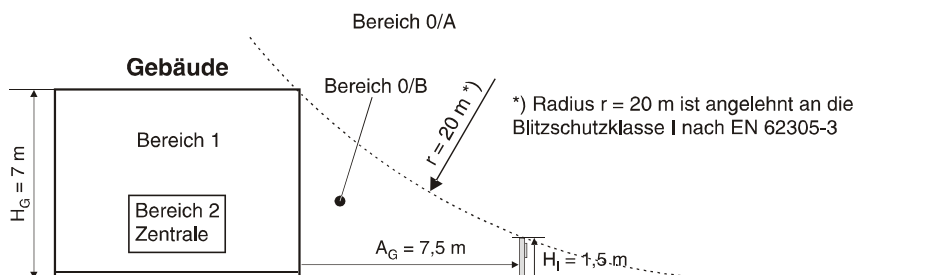 Bereich 0/A
Gebäude
Bereich 0/B
r = 20 m *)
*) Radius r = 20 m ist angelehnt an die
Blitzschutzklasse I nach EN 62305-3
Bereich 1
H_G = 7 m
Bereich 2
Zentrale
A_G = 7,5 m
H_I = 1,5 m